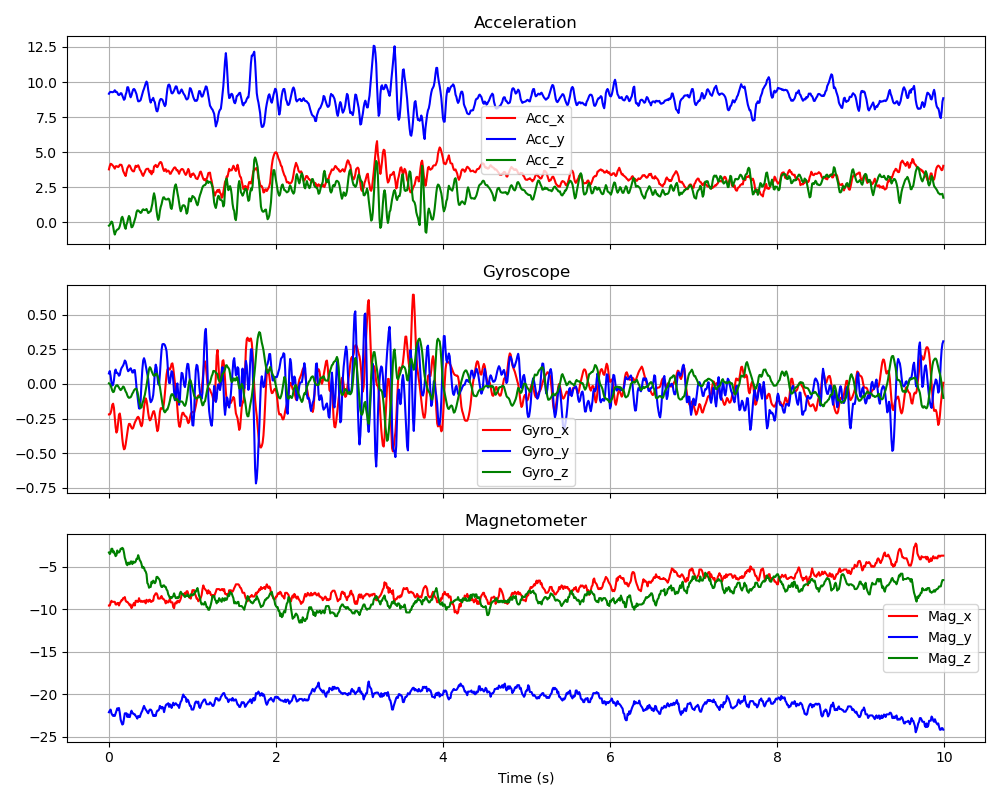 Acceleration
12.5
10.0
7.5
5.0
2.5
0.0
Acc_x
Acc_y
Acc_z
Gyroscope
0.50
0.25
0.00
−0.25
−0.50
−0.75
Gyro_x
Gyro_y
Gyro_z
Magnetometer
−5
−10
−15
−20
−25
Mag_x
Mag_y
Mag_z
0 2 4 6 8 10
Time (s)